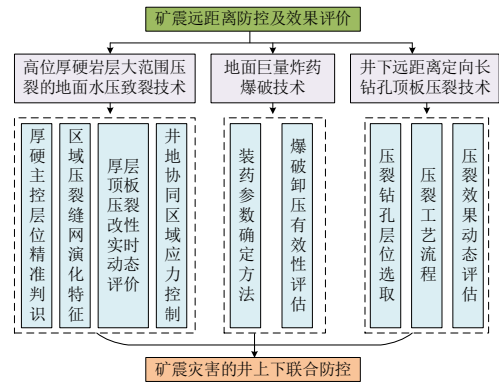 矿震远距离防控及效果评价
高位厚硬岩层大范围压
裂的地面水压致裂技术
地面巨量炸药
爆破技术
井下远距离定向长
钻孔顶板压裂技术
厚硬主控层位精准判识
区域压裂缝网演化特征
厚层
顶板
压裂
改性
实时
动态
评价
井地协同区域应力控制
装药参数确定方法
爆破卸压有效性评估
压裂钻孔层位选取
压裂工艺流程
压裂效果动态评估
矿震灾害的井上下联合防控